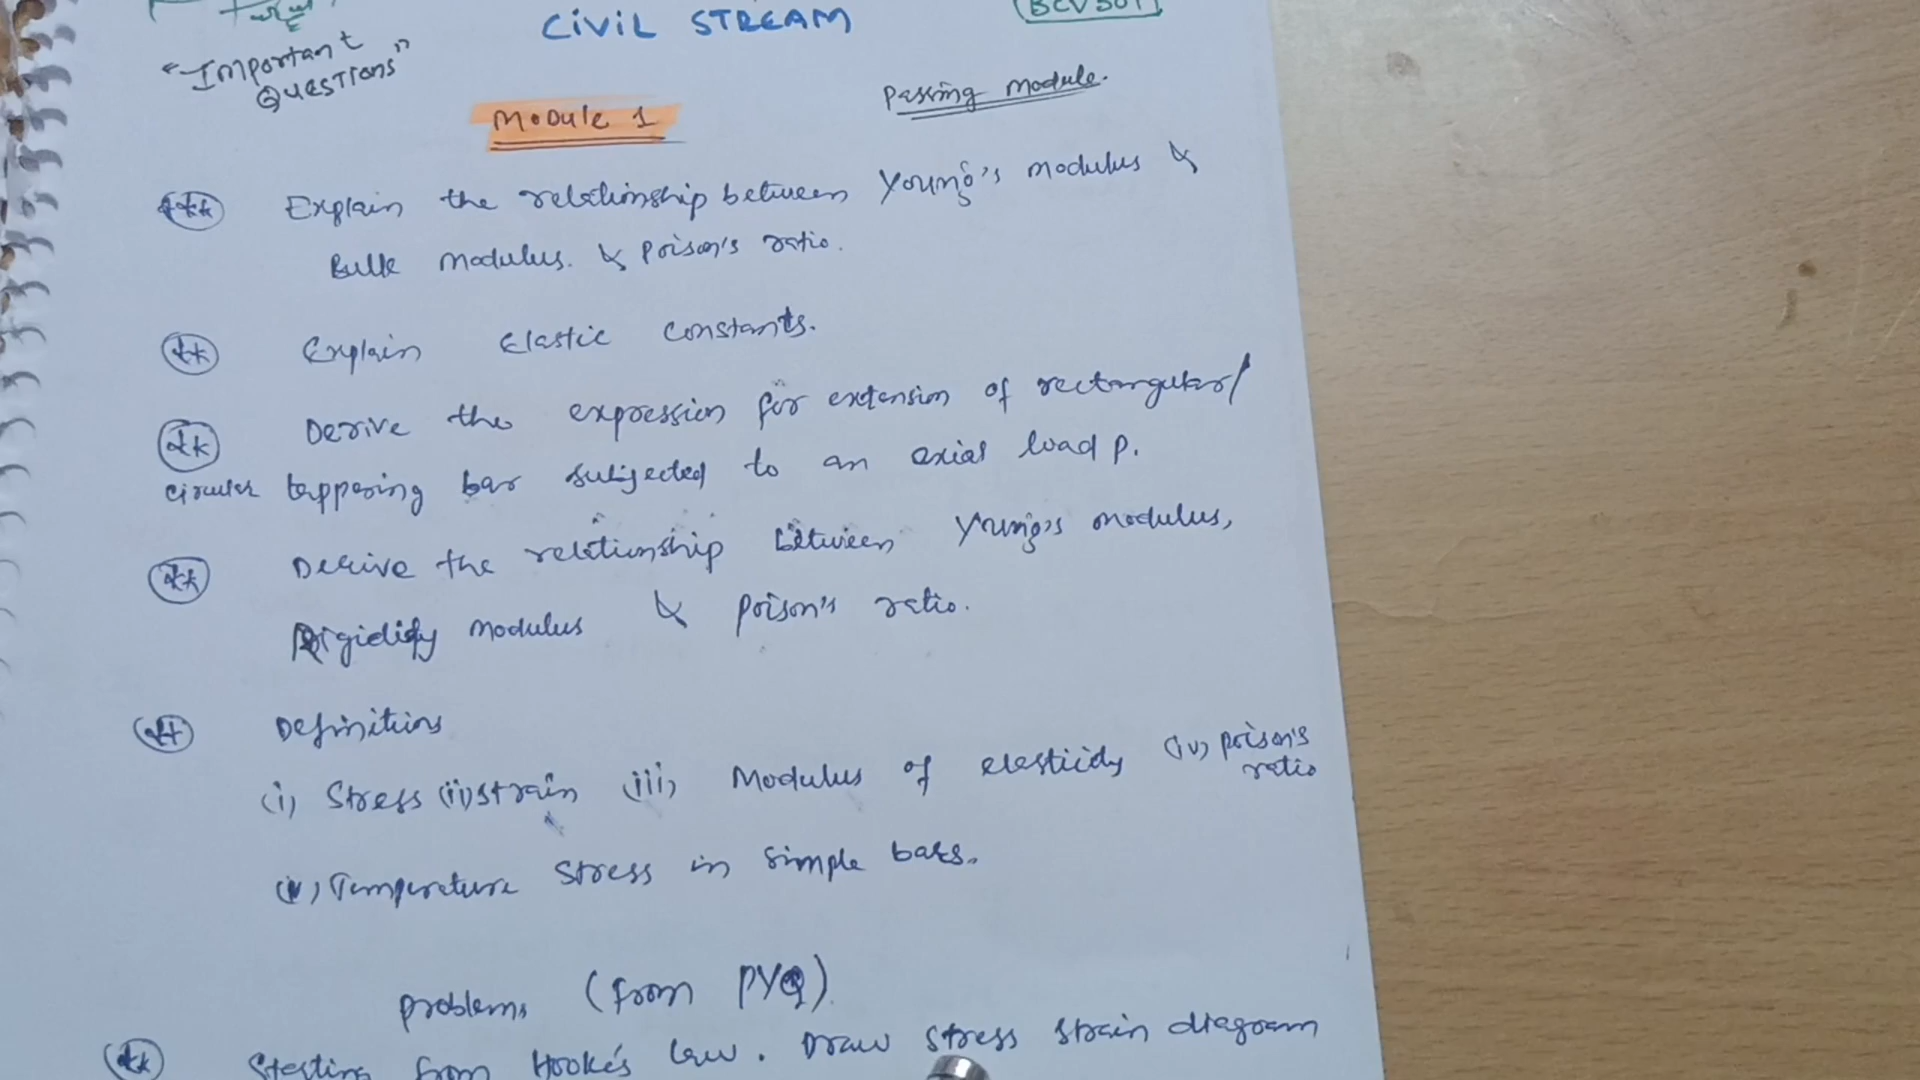 CIVIL STREAM
"Important
Questions"
Module 1
Passing module.
*** Explain the relationship between Young's modulus &
Bulk modulus. & poison's ratio.
** Explain Elastic constants.
** Derive the expression for extension of rectangular/
circular tappering bar subjected to an axial load P.
** Derive the relationship between Young's modulus,
Rigidity modulus & poison's ratio.
** Definitions
(i) Stress (ii) strain (iii) Modulus of elasticity (iv) poison's
ratio
(v) Temperature stress in simple bars.
problems (from PYQ)
** Stating from Hooke's law. Draw stress strain diagram